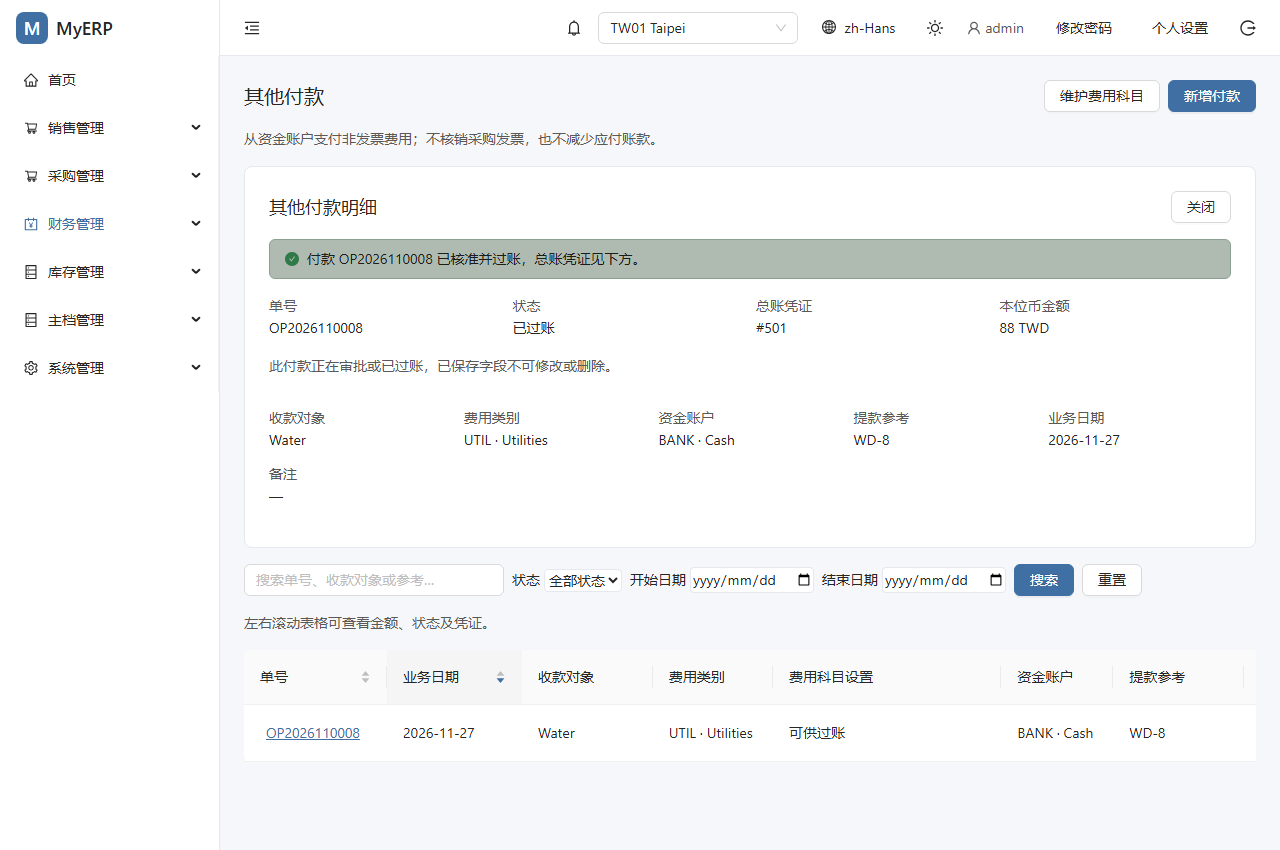 M MyERP
TW01 Taipei
zh-Hans
admin
修改密码
个人设置
首页
销售管理
采购管理
财务管理
库存管理
主档管理
系统管理
其他付款
维护费用科目
新增付款
从资金账户支付非发票费用；不核销采购发票，也不减少应付账款。
其他付款明细
关闭
付款 OP2026110008 已核准并过账，总账凭证见下方。
单号 状态 总账凭证 本位币金额
OP2026110008 已过账 #501 88 TWD
此付款正在审批或已过账，已保存字段不可修改或删除。
收款对象 费用类别 资金账户 提款参考 业务日期
Water UTIL · Utilities BANK · Cash WD-8 2026-11-27
备注
—
搜索单号、收款对象或参考... 状态 全部状态 开始日期 yyyy/mm/dd 结束日期 yyyy/mm/dd 搜索 重置
左右滚动表格可查看金额、状态及凭证。
单号 业务日期 收款对象 费用类别 费用科目设置 资金账户 提款参考
OP2026110008 2026-11-27 Water UTIL · Utilities 可供过账 BANK · Cash WD-8